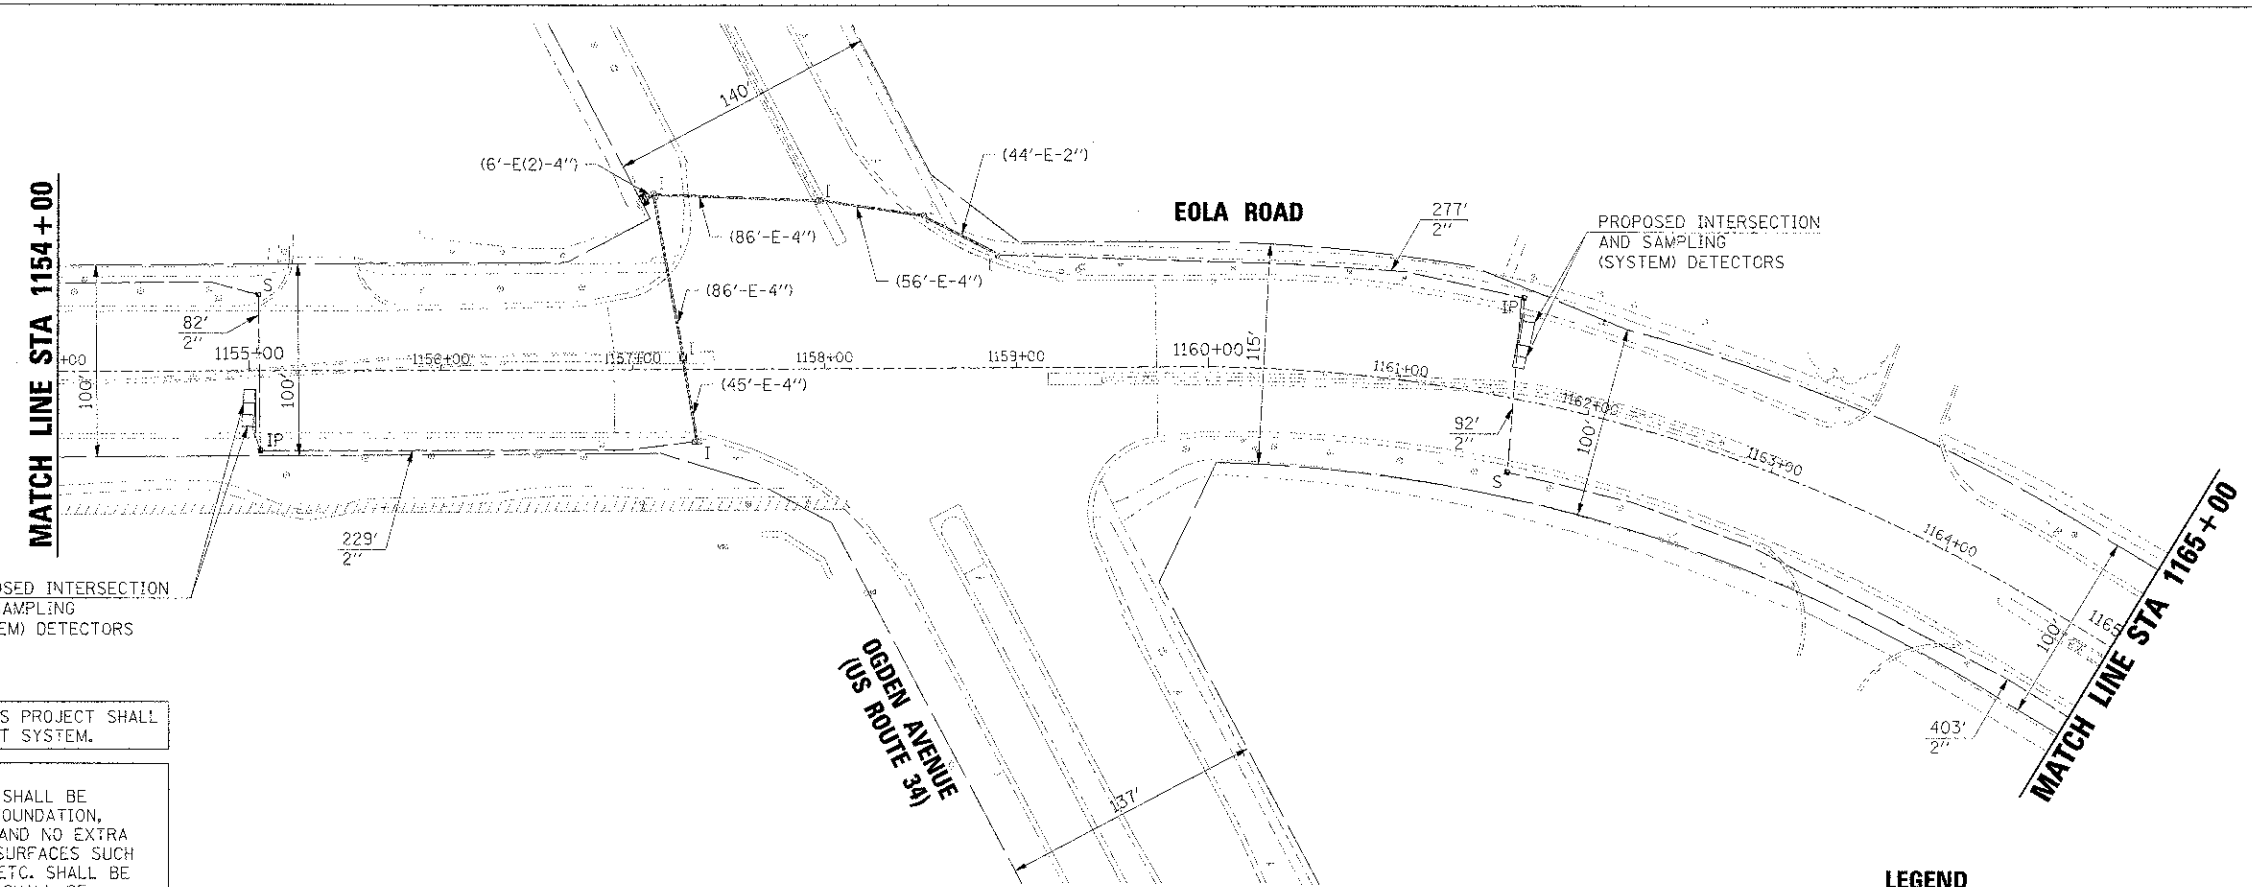 140'
(6'-E(2)-4")
(44'-E-2")
I
I
EOLA ROAD
277'
2"
PROPOSED INTERSECTION
AND SAMPLING
(SYSTEM) DETECTORS
MATCH LINE STA 1154+00
(86'-E-4")
(56'-E-4")
(86'-E-4")
S
I
IP
82'
2"
+00
1155+00
1156+00
1157+00
I
1158+00
1159+00
1160+00
115'
1161+00
1162+00
100'
100'
(45'-E-4")
92'
2"
100'
IP
I
1163+00
S
229'
2"
1164+00
OSED INTERSECTION
AMPLING
EM) DETECTORS
1165
100'
MATCH LINE STA 1165+00
OGDEN AVENUE
(US ROUTE 34)
403'
2"
137'
S PROJECT SHALL
T SYSTEM.
SHALL BE
OUNDATION,
AND NO EXTRA
SURFACES SUCH
ETC. SHALL BE
LEGEND